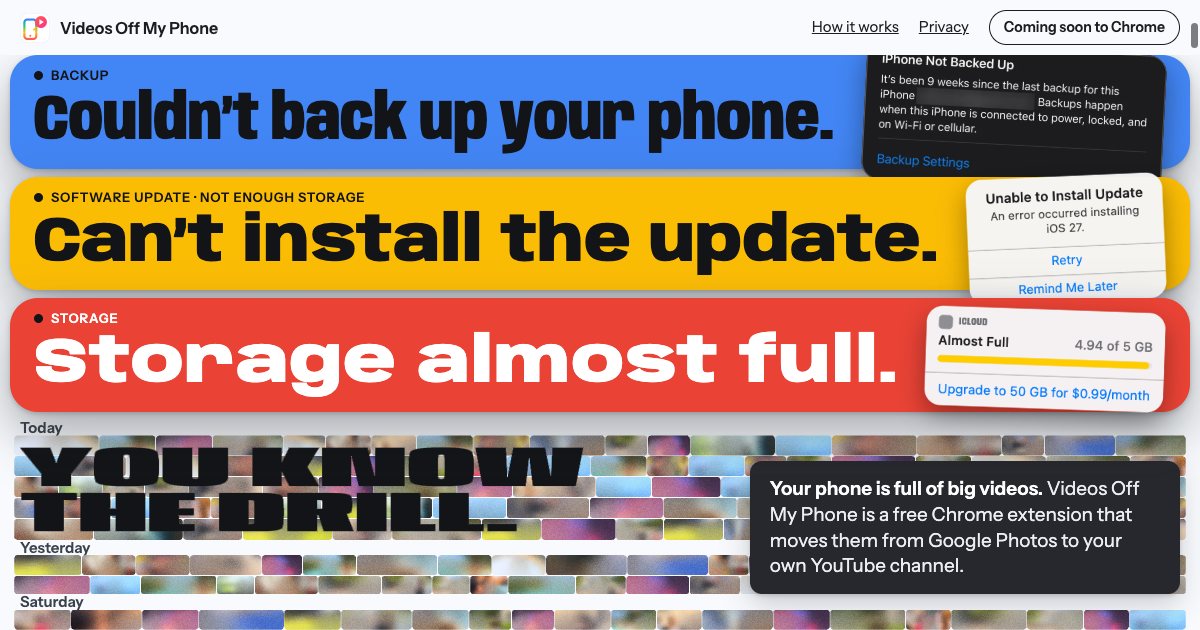 Videos Off My Phone
How it works
Privacy
Coming soon to Chrome
BACKUP
Couldn't back up your phone.
iPhone Not Backed Up
It's been 9 weeks since the last backup for this
iPhone
Backups happen
when this iPhone is connected to power, locked, and
on Wi-Fi or cellular.
Backup Settings
SOFTWARE UPDATE · NOT ENOUGH STORAGE
Can't install the update.
Unable to Install Update
An error occurred installing
iOS 27.
Retry
Remind Me Later
STORAGE
Storage almost full.
ICLOUD
Almost Full
4.94 of 5 GB
Upgrade to 50 GB for $0.99/month
Today
YOU KNOW
THE DRILL_
Your phone is full of big videos. Videos Off
My Phone is a free Chrome extension that
moves them from Google Photos to your
own YouTube channel.
Yesterday
Saturday